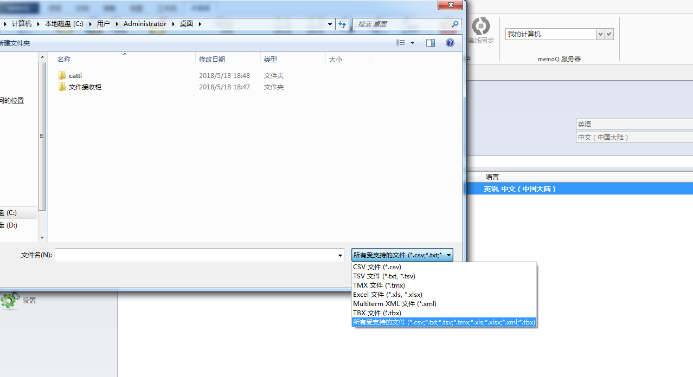 计算机 ▸ 本地磁盘 (C:) ▸ 用户 ▸ Administrator ▸ 桌面 ▸
搜索 桌面
新建文件夹
我的计算机
memoQ 服务器
名称 修改日期 类型 大小
catti 2018/5/18 18:48 文件夹
文件接收柜 2018/5/18 18:47 文件夹
问的位置
英语
中文（中国大陆）
语言
英语, 中文（中国大陆）
盘 (C:)
盘 (D:)
文件名(N):
所有受支持的文件 (*.csv;*.txt;*
CSV 文件 (*.csv)
TSV 文件 (*.txt, *.tsv)
TMX 文件 (*.tmx)
Excel 文件 (*.xls, *.xlsx)
Multiterm XML 文件 (*.xml)
TBX 文件 (*.tbx)
所有受支持的文件 (*.csv;*.txt;*.tsv;*.tmx;*.xls;*.xlsx;*.xml;*.tbx)
设置